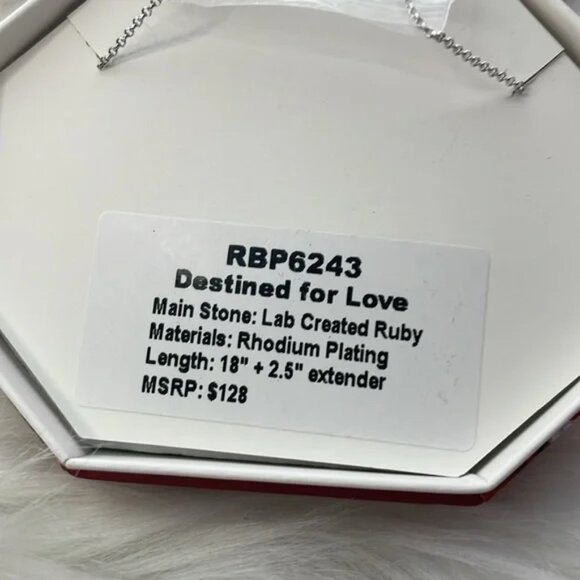 RBP6243
Destined for Love
Main Stone: Lab Created Ruby
Materials: Rhodium Plating
Length: 18" + 2.5" extender
MSRP: $128